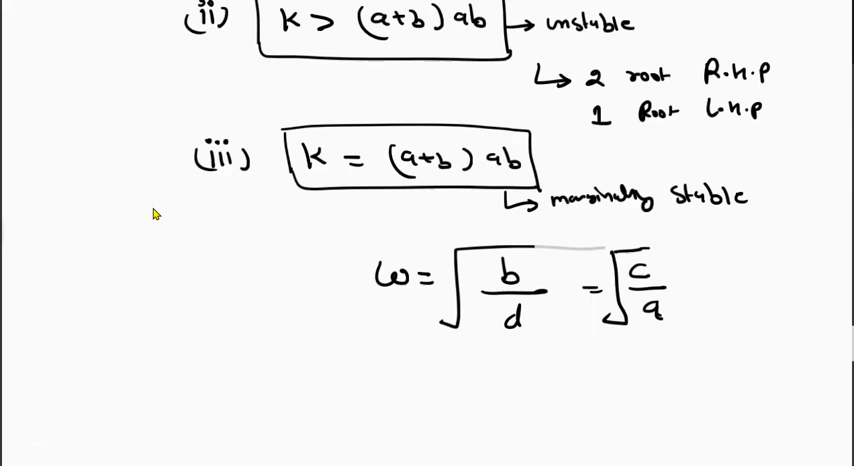 (ii) K > (a+b) ab → unstable
↳ 2 root R.H.P
1 Root L.H.P
(iii) K = (a+b) ab
↳ marginally stable
ω = √(b/d) = √(c/a)